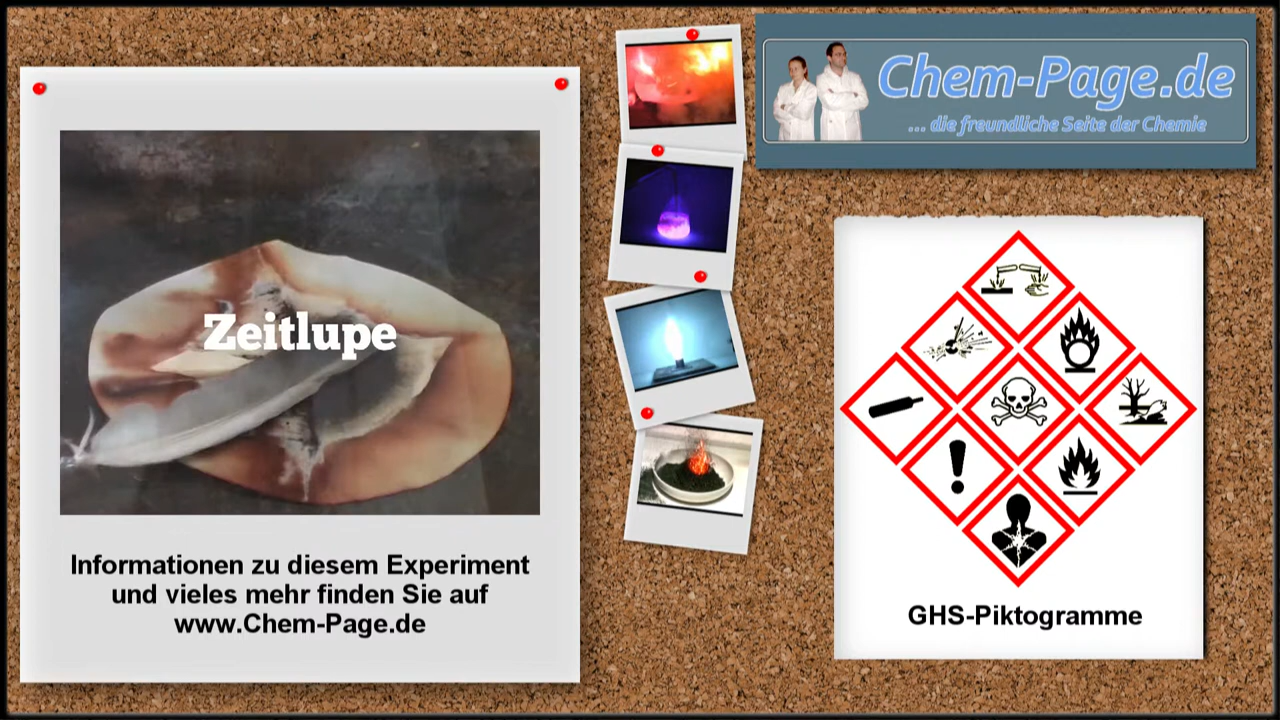 Chem-Page.de
... die freundliche Seite der Chemie
Zeitlupe
Informationen zu diesem Experiment
und vieles mehr finden Sie auf
www.Chem-Page.de
GHS-Piktogramme